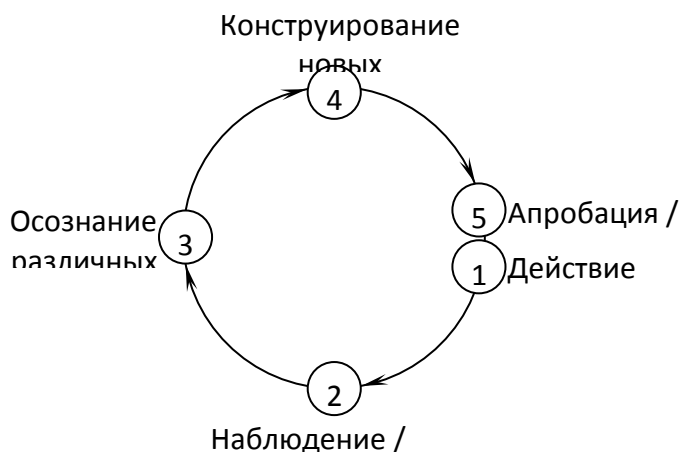 Конструирование
новых
4
5
Апробация /
Осознание
различных
3
1
Действие
2
Наблюдение /